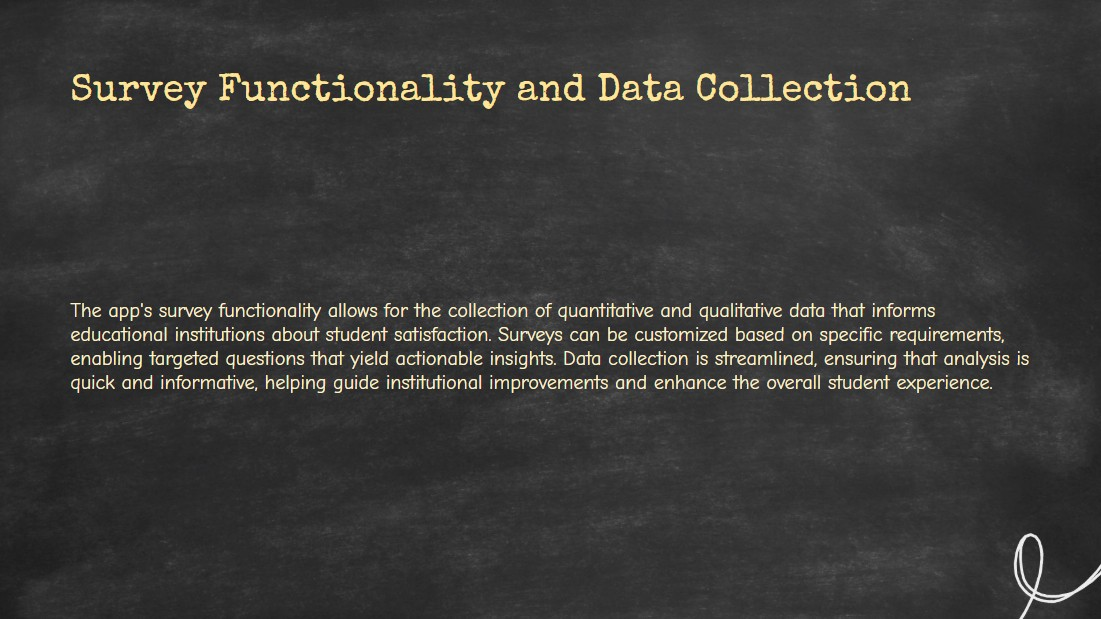 Survey Functionality and Data Collection
The app's survey functionality allows for the collection of quantitative and qualitative data that informs
educational institutions about student satisfaction. Surveys can be customized based on specific requirements,
enabling targeted questions that yield actionable insights. Data collection is streamlined, ensuring that analysis is
quick and informative, helping guide institutional improvements and enhance the overall student experience.